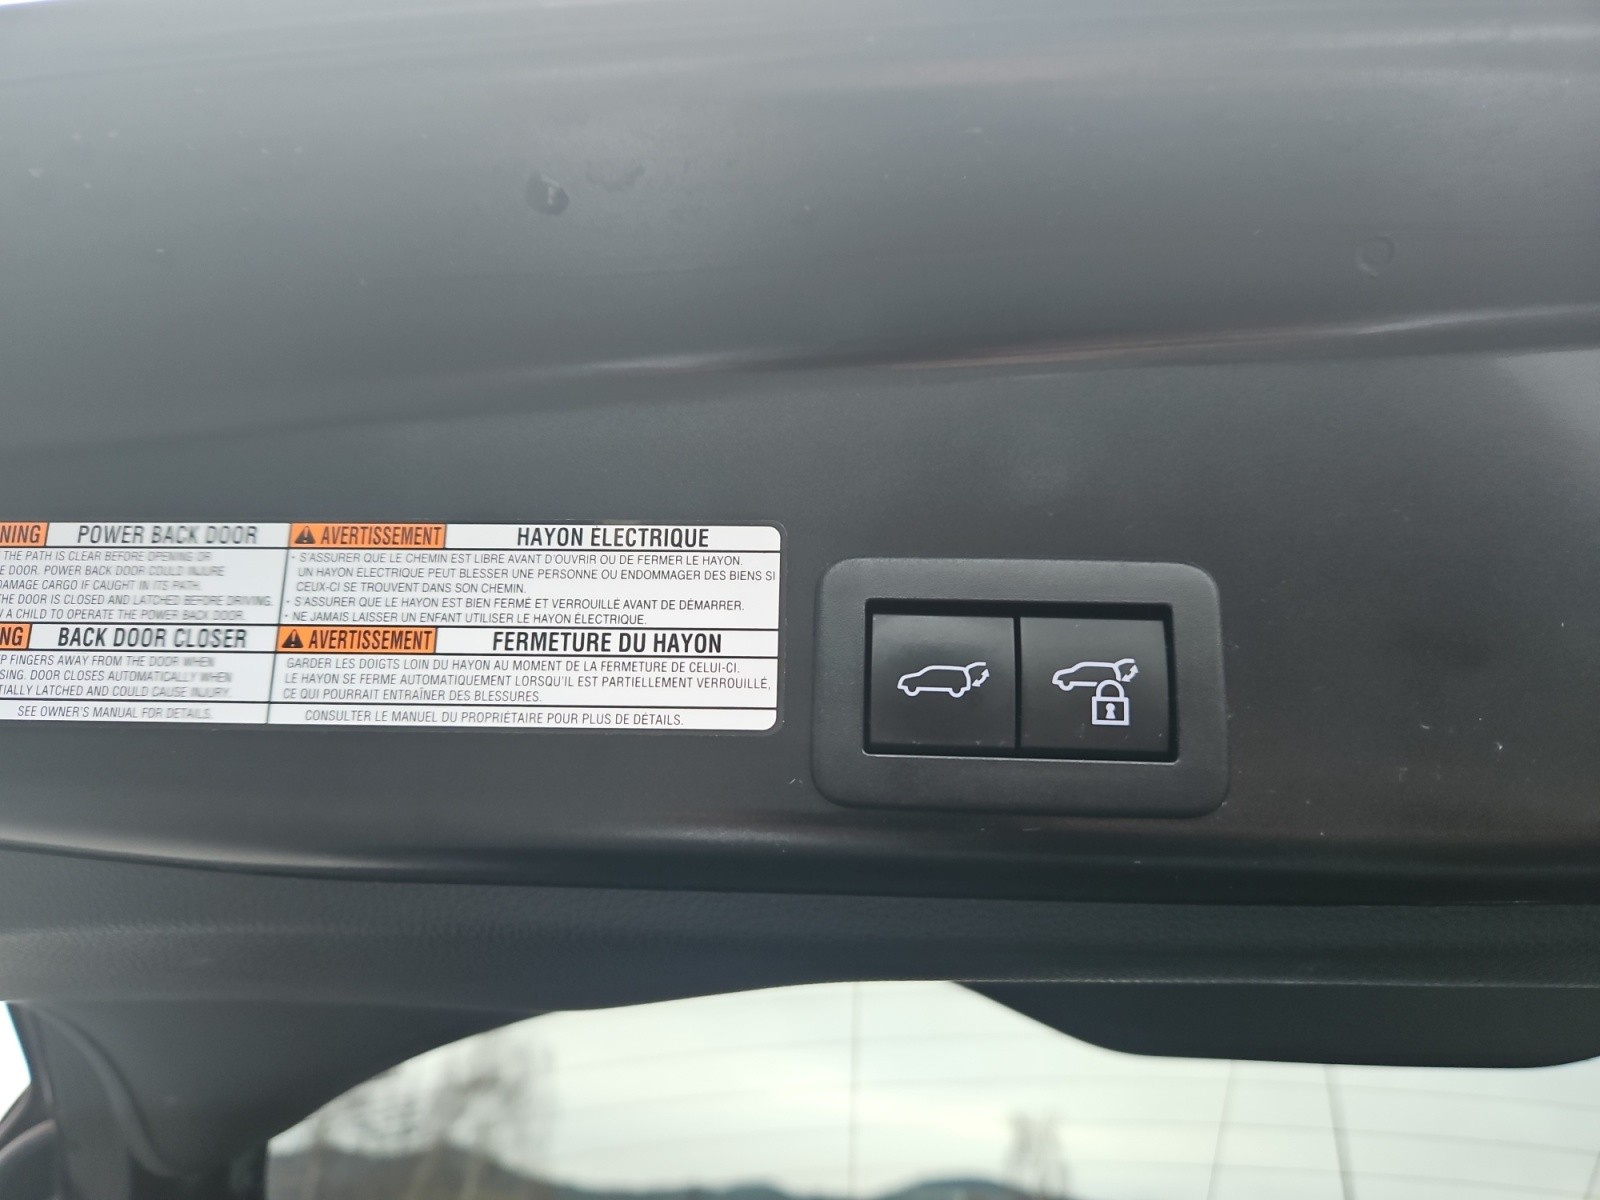 NING POWER BACK DOOR
THE PATH IS CLEAR BEFORE OPENING OR
E DOOR. POWER BACK DOOR COULD INJURE
DAMAGE CARGO IF CAUGHT IN ITS PATH.
THE DOOR IS CLOSED AND LATCHED BEFORE DRIVING.
W A CHILD TO OPERATE THE POWER BACK DOOR.
NG BACK DOOR CLOSER
P FINGERS AWAY FROM THE DOOR WHEN
SING. DOOR CLOSES AUTOMATICALLY WHEN
TIALLY LATCHED AND COULD CAUSE INJURY.
SEE OWNER'S MANUAL FOR DETAILS.
AVERTISSEMENT HAYON ÉLECTRIQUE
• S'ASSURER QUE LE CHEMIN EST LIBRE AVANT D'OUVRIR OU DE FERMER LE HAYON.
UN HAYON ÉLECTRIQUE PEUT BLESSER UNE PERSONNE OU ENDOMMAGER DES BIENS SI
CEUX-CI SE TROUVENT DANS SON CHEMIN.
• S'ASSURER QUE LE HAYON EST BIEN FERMÉ ET VERROUILLÉ AVANT DE DÉMARRER.
• NE JAMAIS LAISSER UN ENFANT UTILISER LE HAYON ÉLECTRIQUE.
AVERTISSEMENT FERMETURE DU HAYON
GARDER LES DOIGTS LOIN DU HAYON AU MOMENT DE LA FERMETURE DE CELUI-CI.
LE HAYON SE FERME AUTOMATIQUEMENT LORSQU'IL EST PARTIELLEMENT VERROUILLÉ,
CE QUI POURRAIT ENTRAÎNER DES BLESSURES.
CONSULTER LE MANUEL DU PROPRIÉTAIRE POUR PLUS DE DÉTAILS.